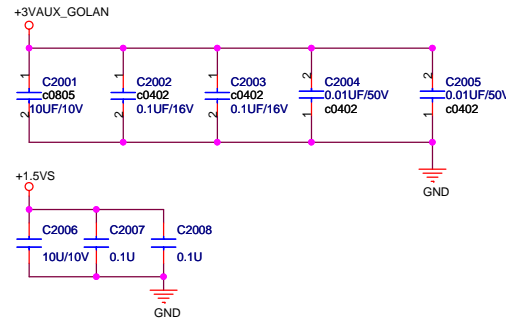 +3VAUX_GOLAN
1 C2001 1 C2002 1 C2003 2 C2004 2 C2005
c0805 c0402 c0402 0.01UF/50V 0.01UF/50V
2 10UF/10V 2 0.1UF/16V 2 0.1UF/16V 1 c0402 1 c0402
GND
+1.5VS
C2006 C2007 C2008
10U/10V 0.1U 0.1U
GND